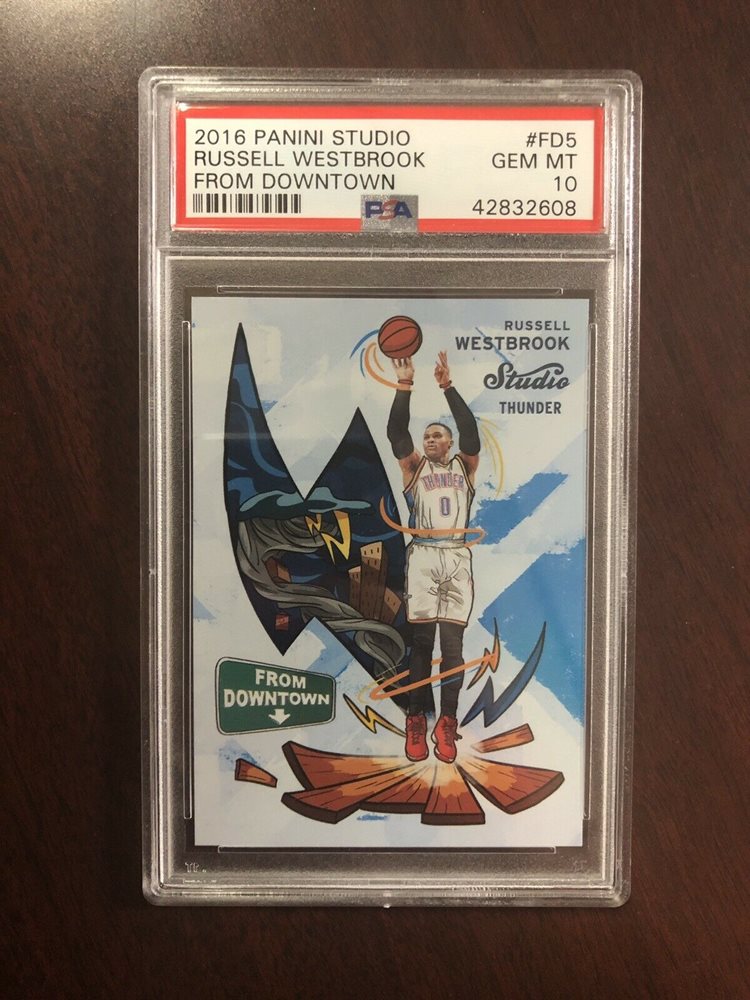 2016 PANINI STUDIO #FD5
RUSSELL WESTBROOK GEM MT
FROM DOWNTOWN 10
PSA 42832608
RUSSELL
WESTBROOK
Studio
THUNDER
THUNDER
0
FROM
DOWNTOWN